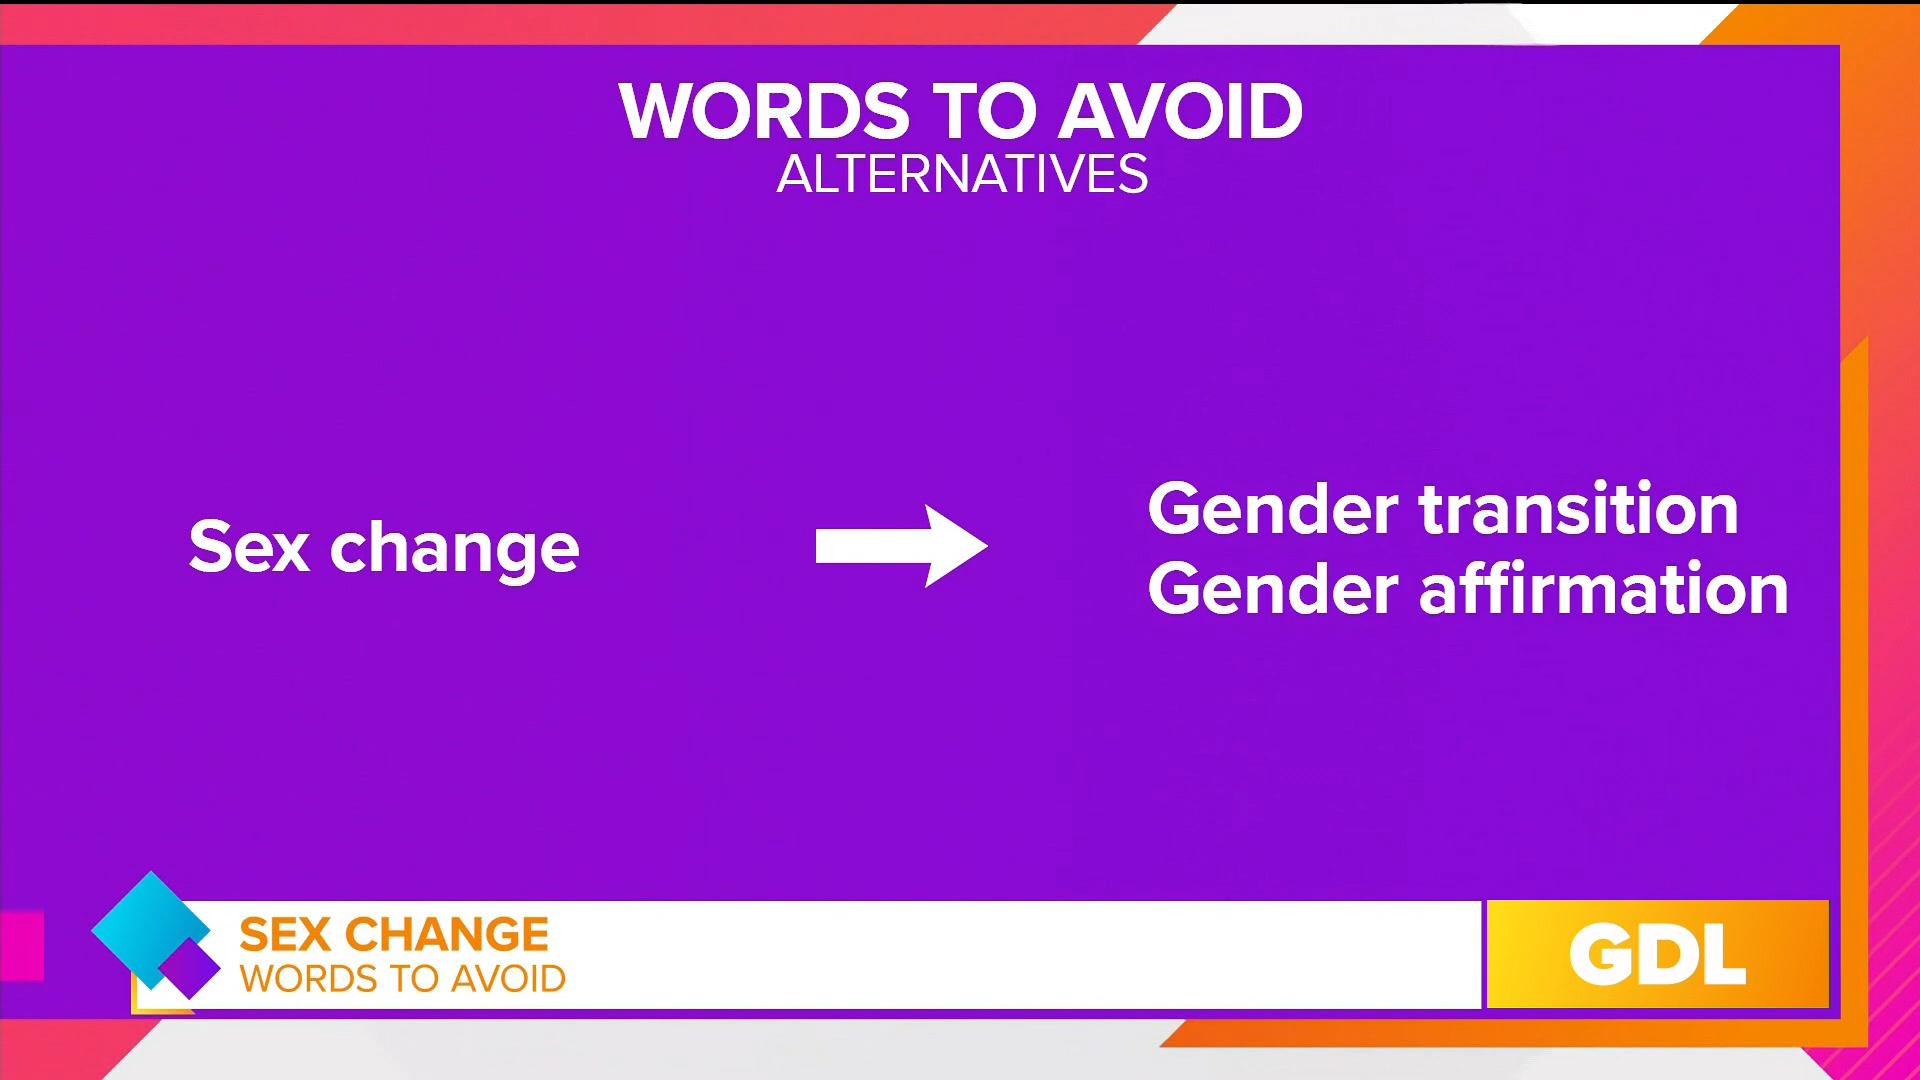 WORDS TO AVOID
ALTERNATIVES
Sex change
Gender transition
Gender affirmation
SEX CHANGE
WORDS TO AVOID
GDL